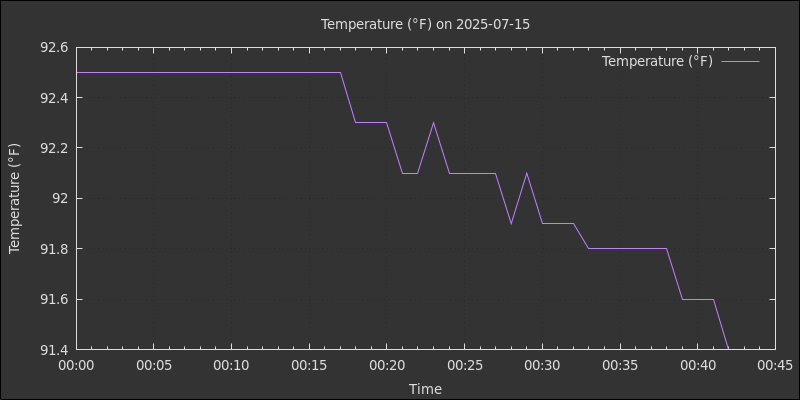 Temperature (°F) on 2025-07-15
Temperature (°F)
92.6
92.4
92.2
92
91.8
91.6
91.4
Temperature (°F)
00:00 00:05 00:10 00:15 00:20 00:25 00:30 00:35 00:40 00:45
Time